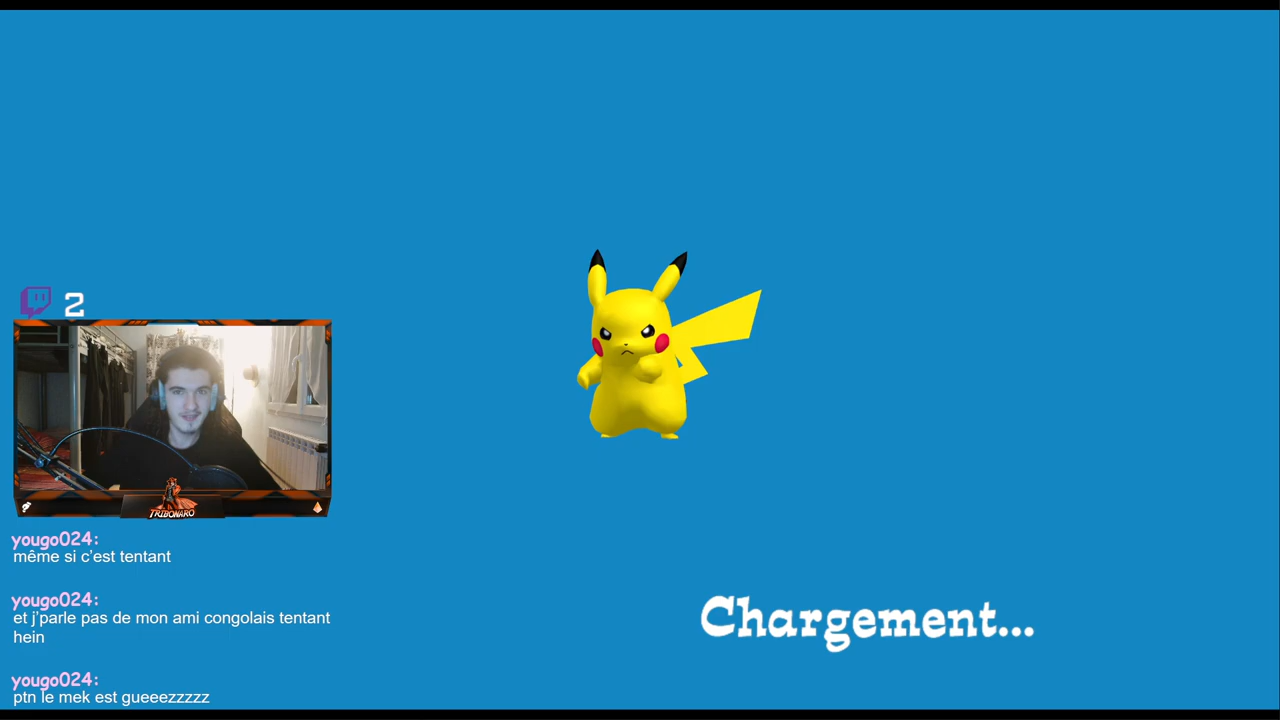 2
TRIBONARO
yougo024:
même si c'est tentant
yougo024:
et j'parle pas de mon ami congolais tentant
hein
yougo024:
ptn le mek est gueeezzzzz
Chargement...